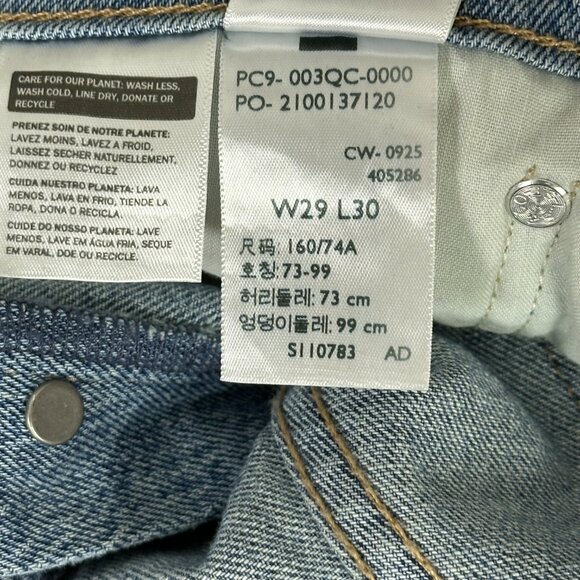 CARE FOR OUR PLANET: WASH LESS,
WASH COLD, LINE DRY, DONATE OR
RECYCLE
PRENEZ SOIN DE NOTRE PLANETE:
LAVEZ MOINS, LAVEZ A FROID,
LAISSEZ SECHER NATURELLEMENT,
DONNEZ OU RECYCLEZ
CUIDA NUESTRO PLANETA: LAVA
MENOS, LAVA EN FRIO, TIENDE LA
ROPA, DONA O RECICLA.
CUIDE DO NOSSO PLANETA: LAVE
MENOS, LAVE EM ÁGUA FRIA, SEQUE
EM VARAL, DOE OU RECICLE.
PC9- 003QC-0000
PO- 2100137120
CW- 0925
405286
W29 L30
尺码: 160/74A
호칭: 73-99
허리둘레: 73 cm
엉덩이둘레: 99 cm
S110783 AD